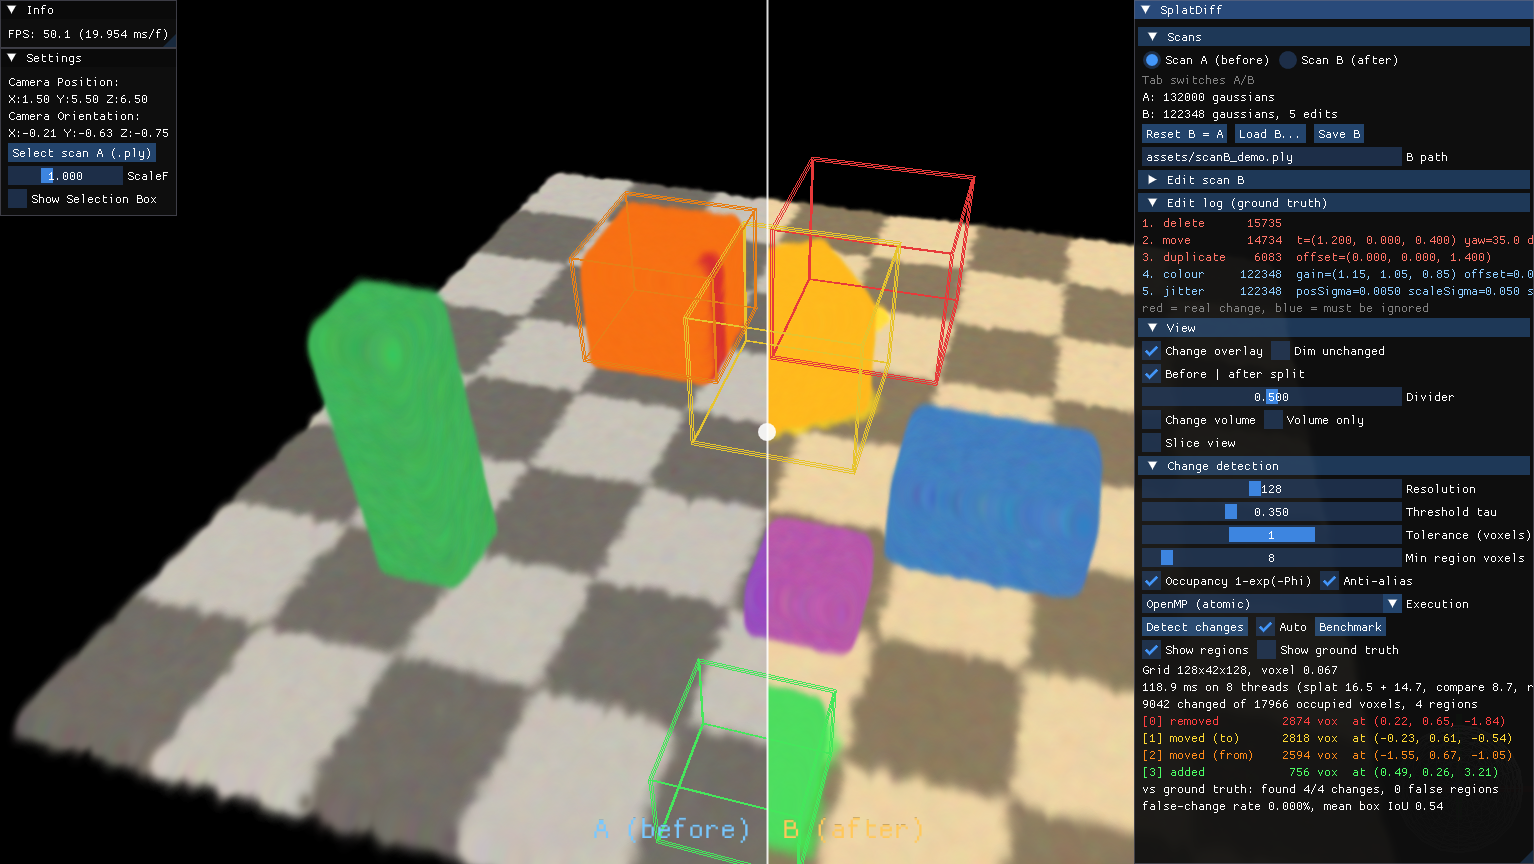 Info
FPS: 50.1 (19.954 ms/f)
Settings
Camera Position:
X:1.50 Y:5.50 Z:6.50
Camera Orientation:
X:-0.21 Y:-0.63 Z:-0.75
Select scan A (.ply)
1.000 ScaleF
Show Selection Box
A (before)
B (after)
SplatDiff
Scans
Scan A (before) Scan B (after)
Tab switches A/B
A: 132000 gaussians
B: 122348 gaussians, 5 edits
Reset B = A Load B... Save B
assets/scanB_demo.ply B path
Edit scan B
Edit log (ground truth)
1. delete 15735
2. move 14734 t=(1.200, 0.000, 0.400) yaw=35.0 d
3. duplicate 6083 offset=(0.000, 0.000, 1.400)
4. colour 122348 gain=(1.15, 1.05, 0.85) offset=0.0
5. jitter 122348 posSigma=0.0050 scaleSigma=0.050 s
red = real change, blue = must be ignored
View
Change overlay Dim unchanged
Before | after split
0.500 Divider
Change volume Volume only
Slice view
Change detection
128 Resolution
0.350 Threshold tau
1 Tolerance (voxels)
8 Min region voxels
Occupancy 1-exp(-Phi) Anti-alias
OpenMP (atomic) Execution
Detect changes Auto Benchmark
Show regions Show ground truth
Grid 128x42x128, voxel 0.067
118.9 ms on 8 threads (splat 16.5 + 14.7, compare 8.7, r
9042 changed of 17966 occupied voxels, 4 regions
[0] removed 2874 vox at (0.22, 0.65, -1.84)
[1] moved (to) 2818 vox at (-0.23, 0.61, -0.54)
[2] moved (from) 2594 vox at (-1.55, 0.67, -1.05)
[3] added 756 vox at (0.49, 0.26, 3.21)
vs ground truth: found 4/4 changes, 0 false regions
false-change rate 0.000%, mean box IoU 0.54